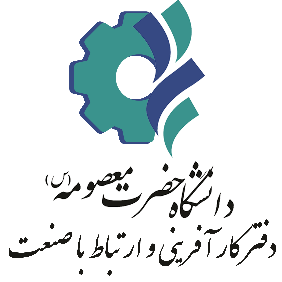 دانشگاه حضرت معصومه (س)
دفتر کارآفرینی و ارتباط با صنعت